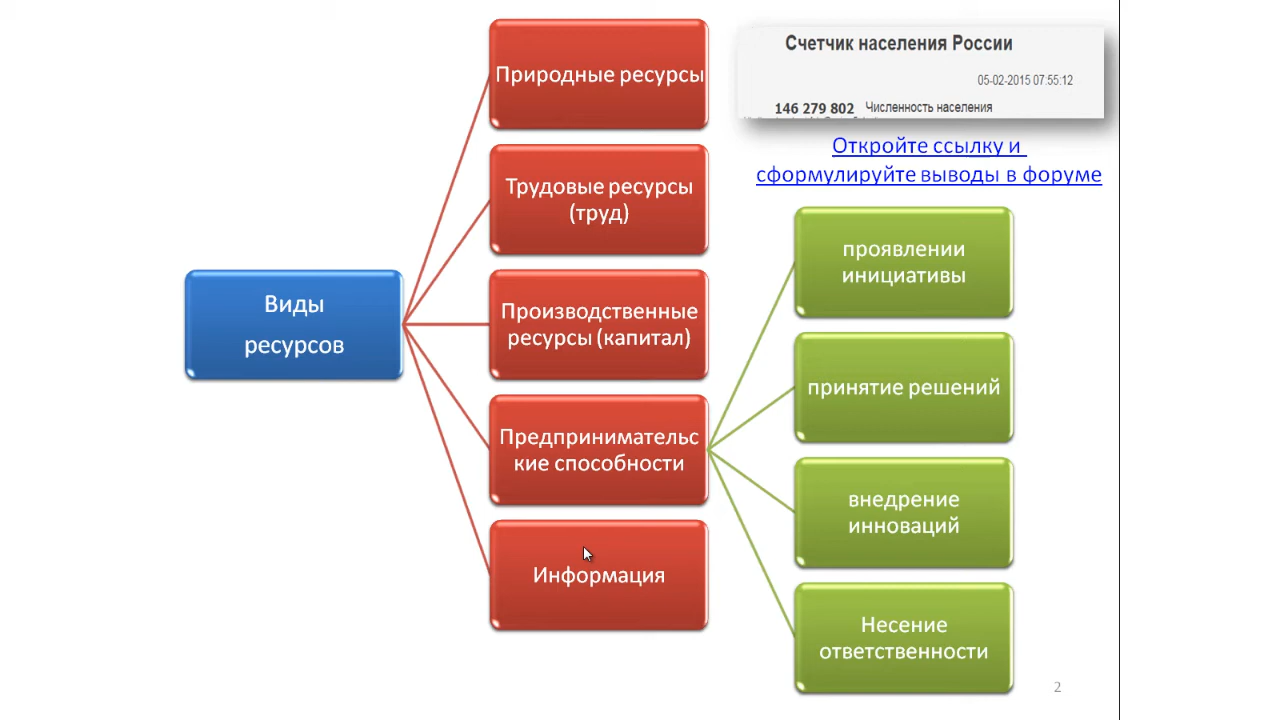 Виды
ресурсов
Природные ресурсы
Трудовые ресурсы
(труд)
Производственные
ресурсы (капитал)
Предпринимательс
кие способности
Информация
Счетчик населения России
05-02-2015 07:55:12
146 279 802 Численность населения
Откройте ссылку и
сформулируйте выводы в форуме
проявлении
инициативы
принятие решений
внедрение
инноваций
Несение
ответственности
2